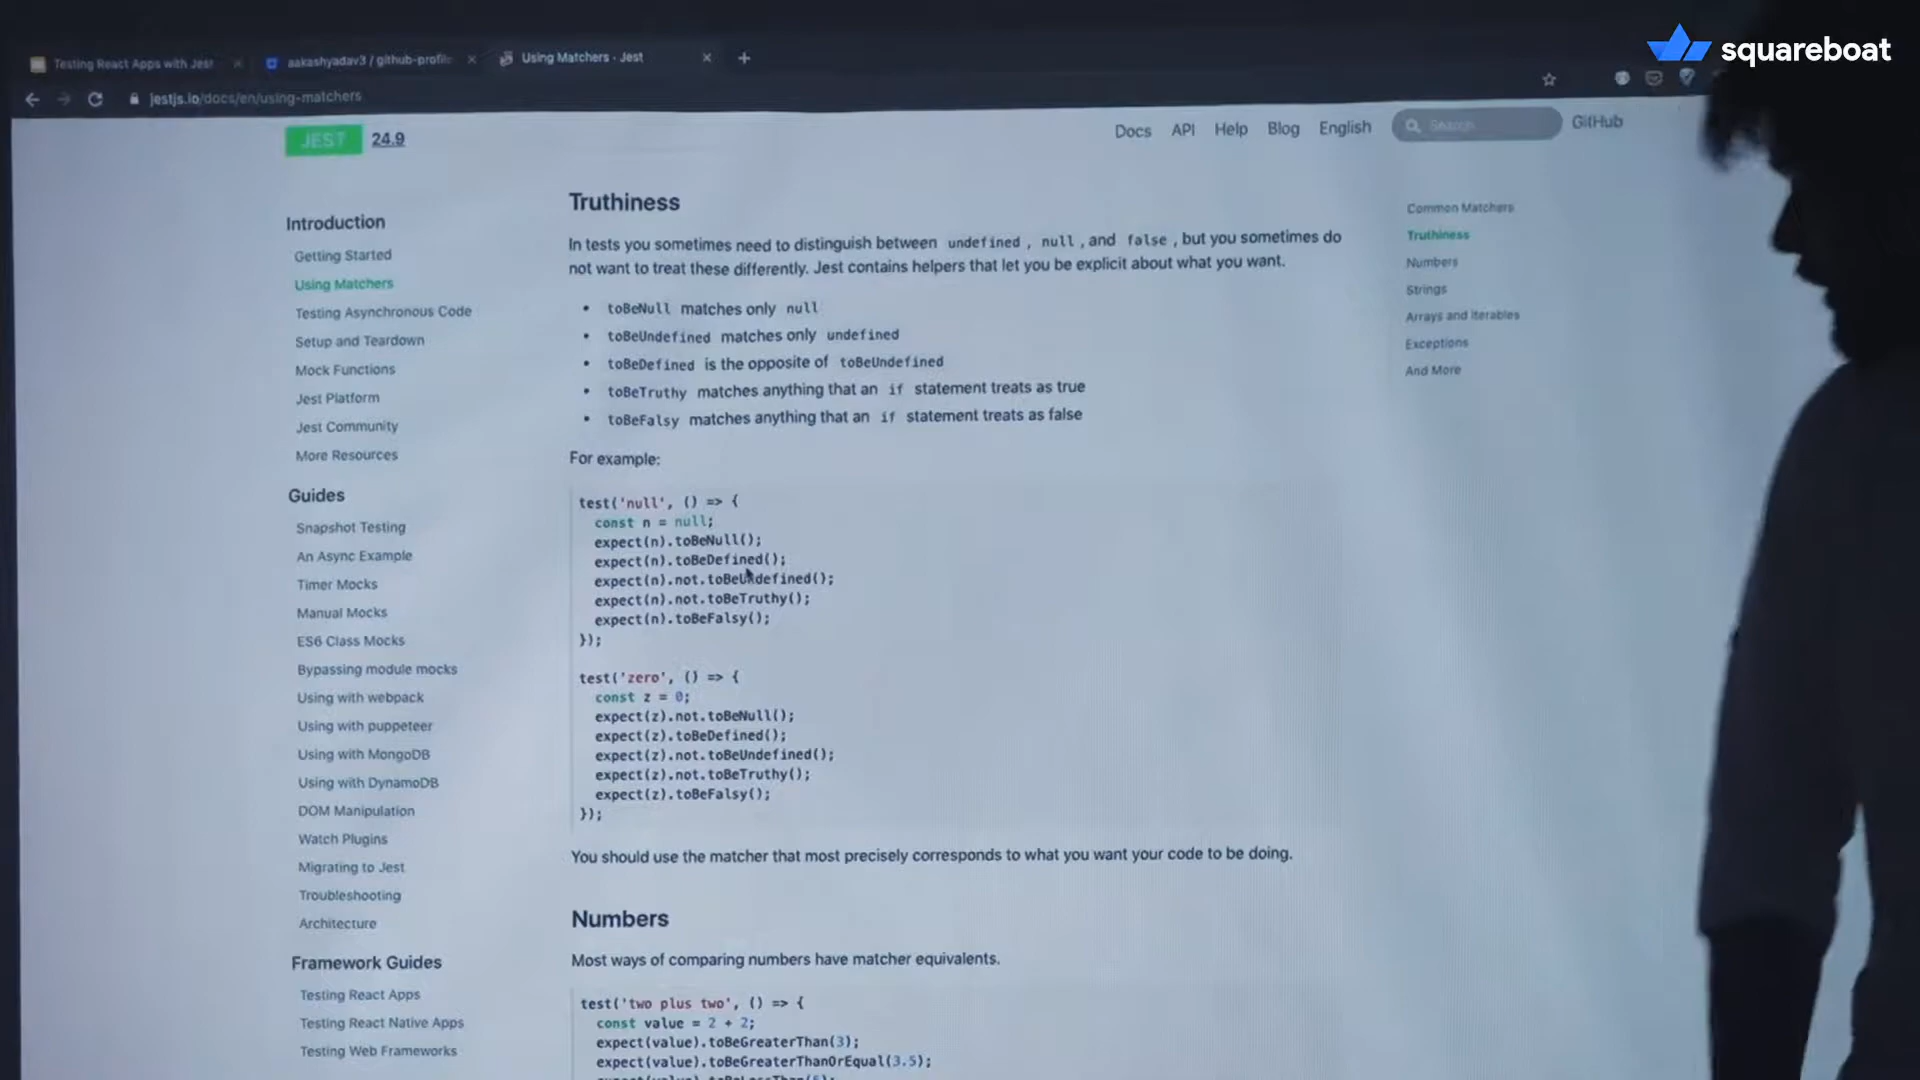 squareboat
Testing React Apps with Jest
aakashyadav3 / github-profile
Using Matchers · Jest
jestjs.io/docs/en/using-matchers
JEST 24.9
Docs API Help Blog English Search GitHub
Introduction
Getting Started
Using Matchers
Testing Asynchronous Code
Setup and Teardown
Mock Functions
Jest Platform
Jest Community
More Resources
Guides
Snapshot Testing
An Async Example
Timer Mocks
Manual Mocks
ES6 Class Mocks
Bypassing module mocks
Using with webpack
Using with puppeteer
Using with MongoDB
Using with DynamoDB
DOM Manipulation
Watch Plugins
Migrating to Jest
Troubleshooting
Architecture
Framework Guides
Testing React Apps
Testing React Native Apps
Testing Web Frameworks
Truthiness
In tests you sometimes need to distinguish between undefined, null, and false, but you sometimes do
not want to treat these differently. Jest contains helpers that let you be explicit about what you want.
• toBeNull matches only null
• toBeUndefined matches only undefined
• toBeDefined is the opposite of toBeUndefined
• toBeTruthy matches anything that an if statement treats as true
• toBeFalsy matches anything that an if statement treats as false
For example:
test('null', () => {
const n = null;
expect(n).toBeNull();
expect(n).toBeDefined();
expect(n).not.toBeUndefined();
expect(n).not.toBeTruthy();
expect(n).toBeFalsy();
});
test('zero', () => {
const z = 0;
expect(z).not.toBeNull();
expect(z).toBeDefined();
expect(z).not.toBeUndefined();
expect(z).not.toBeTruthy();
expect(z).toBeFalsy();
});
You should use the matcher that most precisely corresponds to what you want your code to be doing.
Numbers
Most ways of comparing numbers have matcher equivalents.
test('two plus two', () => {
const value = 2 + 2;
expect(value).toBeGreaterThan(3);
expect(value).toBeGreaterThanOrEqual(3.5);
Common Matchers
Truthiness
Numbers
Strings
Arrays and iterables
Exceptions
And More